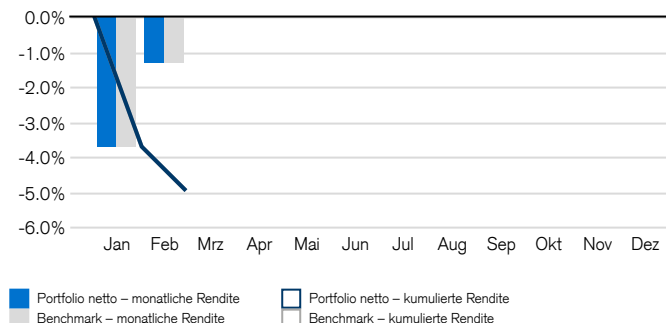 0.0%
-1.0%
-2.0%
-3.0%
-4.0%
-5.0%
-6.0%
Jan Feb Mrz Apr Mai Jun Jul Aug Sep Okt Nov Dez
Portfolio netto – monatliche Rendite Portfolio netto – kumulierte Rendite
Benchmark – monatliche Rendite Benchmark – kumulierte Rendite